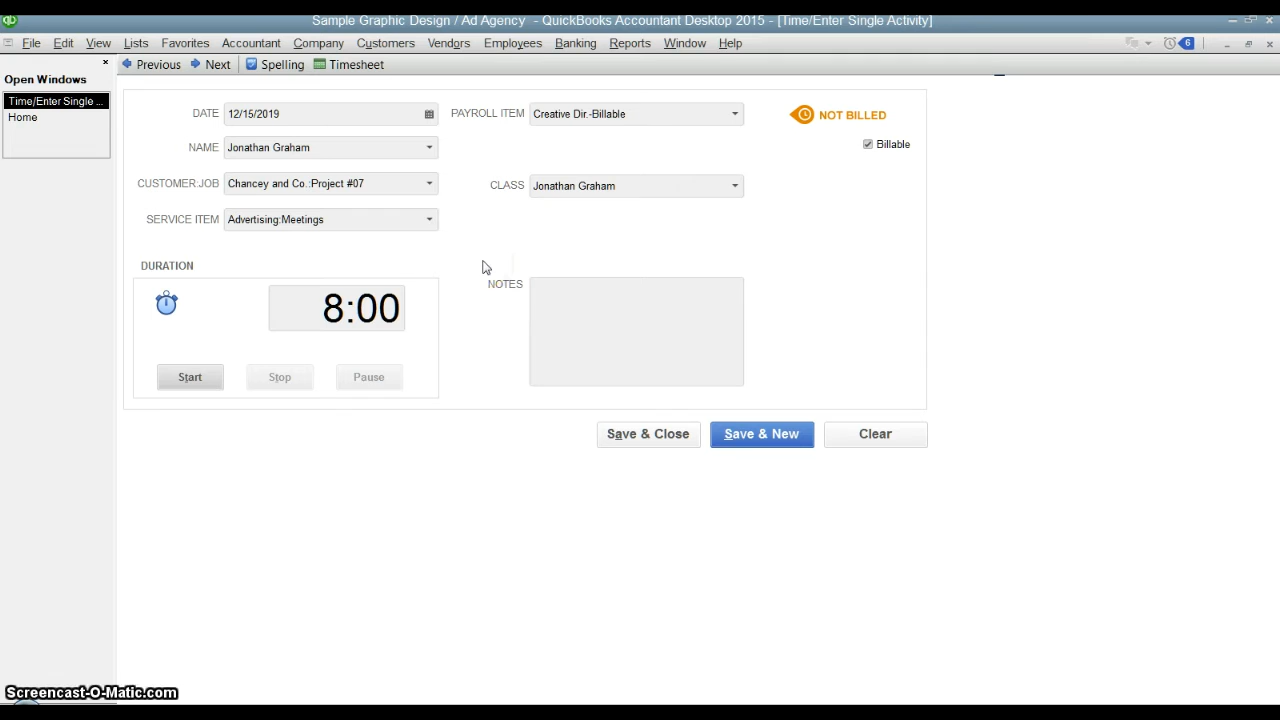 Sample Graphic Design / Ad Agency - QuickBooks Accountant Desktop 2015 - [Time/Enter Single Activity]
File Edit View Lists Favorites Accountant Company Customers Vendors Employees Banking Reports Window Help 6
Previous Next Spelling Timesheet
Open Windows
Time/Enter Single ...
Home
DATE 12/15/2019 PAYROLL ITEM Creative Dir.-Billable NOT BILLED
NAME Jonathan Graham Billable
CUSTOMER:JOB Chancey and Co.:Project #07 CLASS Jonathan Graham
SERVICE ITEM Advertising:Meetings
DURATION
NOTES
8:00
Start Stop Pause
Save & Close Save & New Clear
Screencast-O-Matic.com